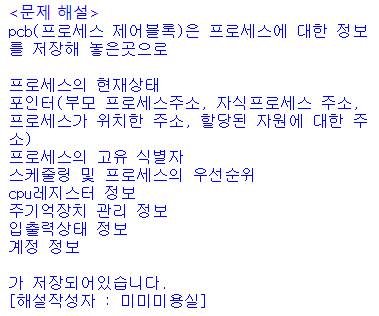 <문제 해설>
pcb(프로세스 제어블록)은 프로세스에 대한 정보
를 저장해 놓은곳으로
프로세스의 현재상태
포인터(부모 프로세스주소, 자식프로세스 주소,
프로세스가 위치한 주소, 할당된 자원에 대한 주
소)
프로세스의 고유 식별자
스케줄링 및 프로세스의 우선순위
cpu레지스터 정보
주기억장치 관리 정보
입출력상태 정보
계정 정보
가 저장되어있습니다.
[해설작성자 : 미미미용실]